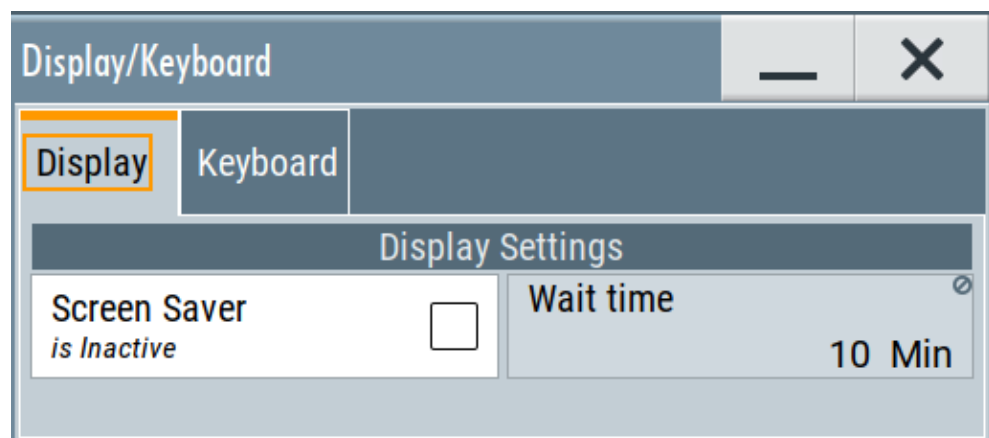 Display/Keyboard
Display
Keyboard
Display Settings
Screen Saver
is Inactive
Wait time
10 Min